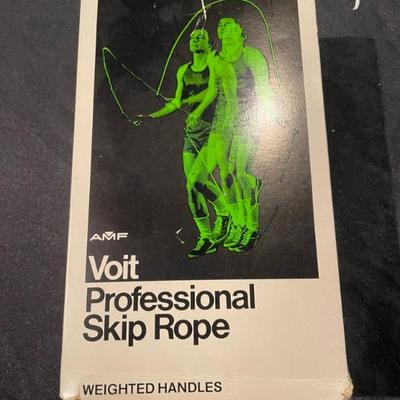 AMF
Voit
Professional
Skip Rope
WEIGHTED HANDLES